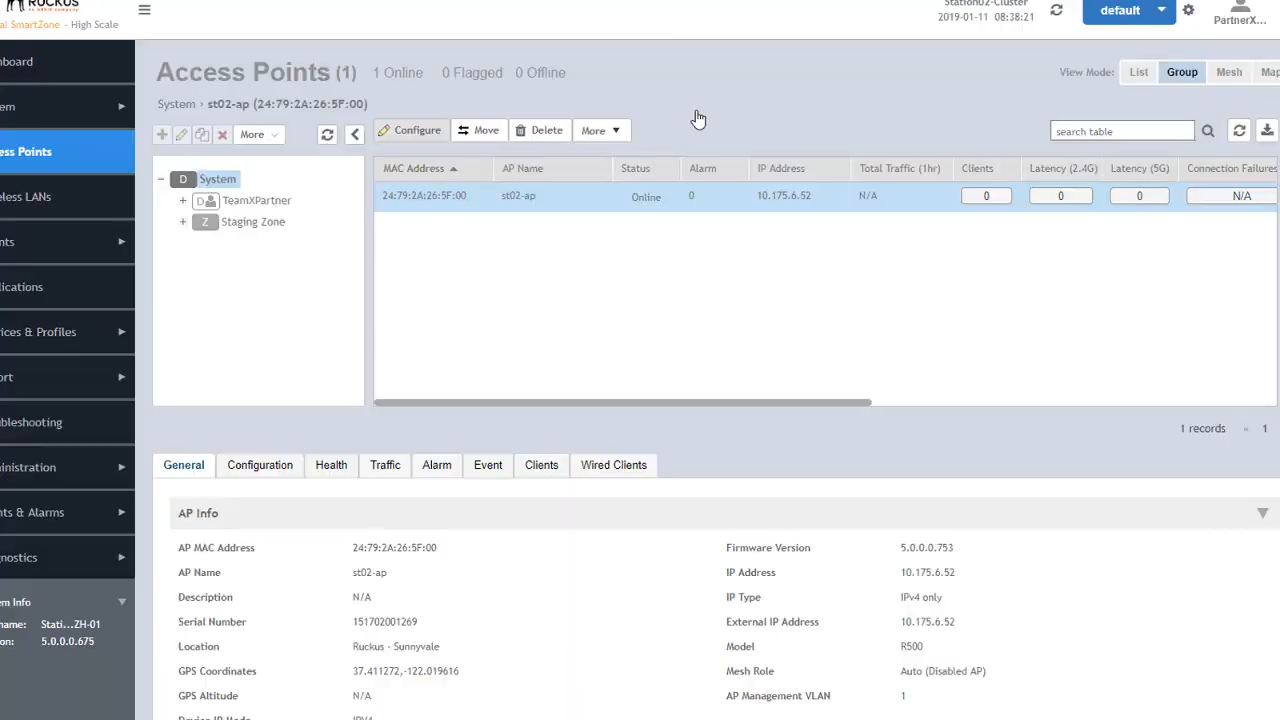 RUCKUS
al SmartZone - High Scale
Station02-Cluster
2019-01-11 08:38:21
default
PartnerX...
Access Points (1) 1 Online 0 Flagged 0 Offline
View Mode: List Group Mesh Map
System › st02-ap (24:79:2A:26:5F:00)
More
Configure Move Delete More
search table
System
TeamXPartner
Staging Zone
MAC Address AP Name Status Alarm IP Address Total Traffic (1hr) Clients Latency (2.4G) Latency (5G) Connection Failures
24:79:2A:26:5F:00 st02-ap Online 0 10.175.6.52 N/A 0 0 0 N/A
1 records « 1
General Configuration Health Traffic Alarm Event Clients Wired Clients
AP Info
AP MAC Address 24:79:2A:26:5F:00
AP Name st02-ap
Description N/A
Serial Number 151702001269
Location Ruckus - Sunnyvale
GPS Coordinates 37.411272,-122.019616
GPS Altitude N/A
Device IP Mode IPV4
Firmware Version 5.0.0.0.753
IP Address 10.175.6.52
IP Type IPv4 only
External IP Address 10.175.6.52
Model R500
Mesh Role Auto (Disabled AP)
AP Management VLAN 1
hboard
em
ess Points
eless LANs
nts
lications
ices & Profiles
ort
ubleshooting
inistration
nts & Alarms
gnostics
em Info
name: Stati...ZH-01
on: 5.0.0.0.675